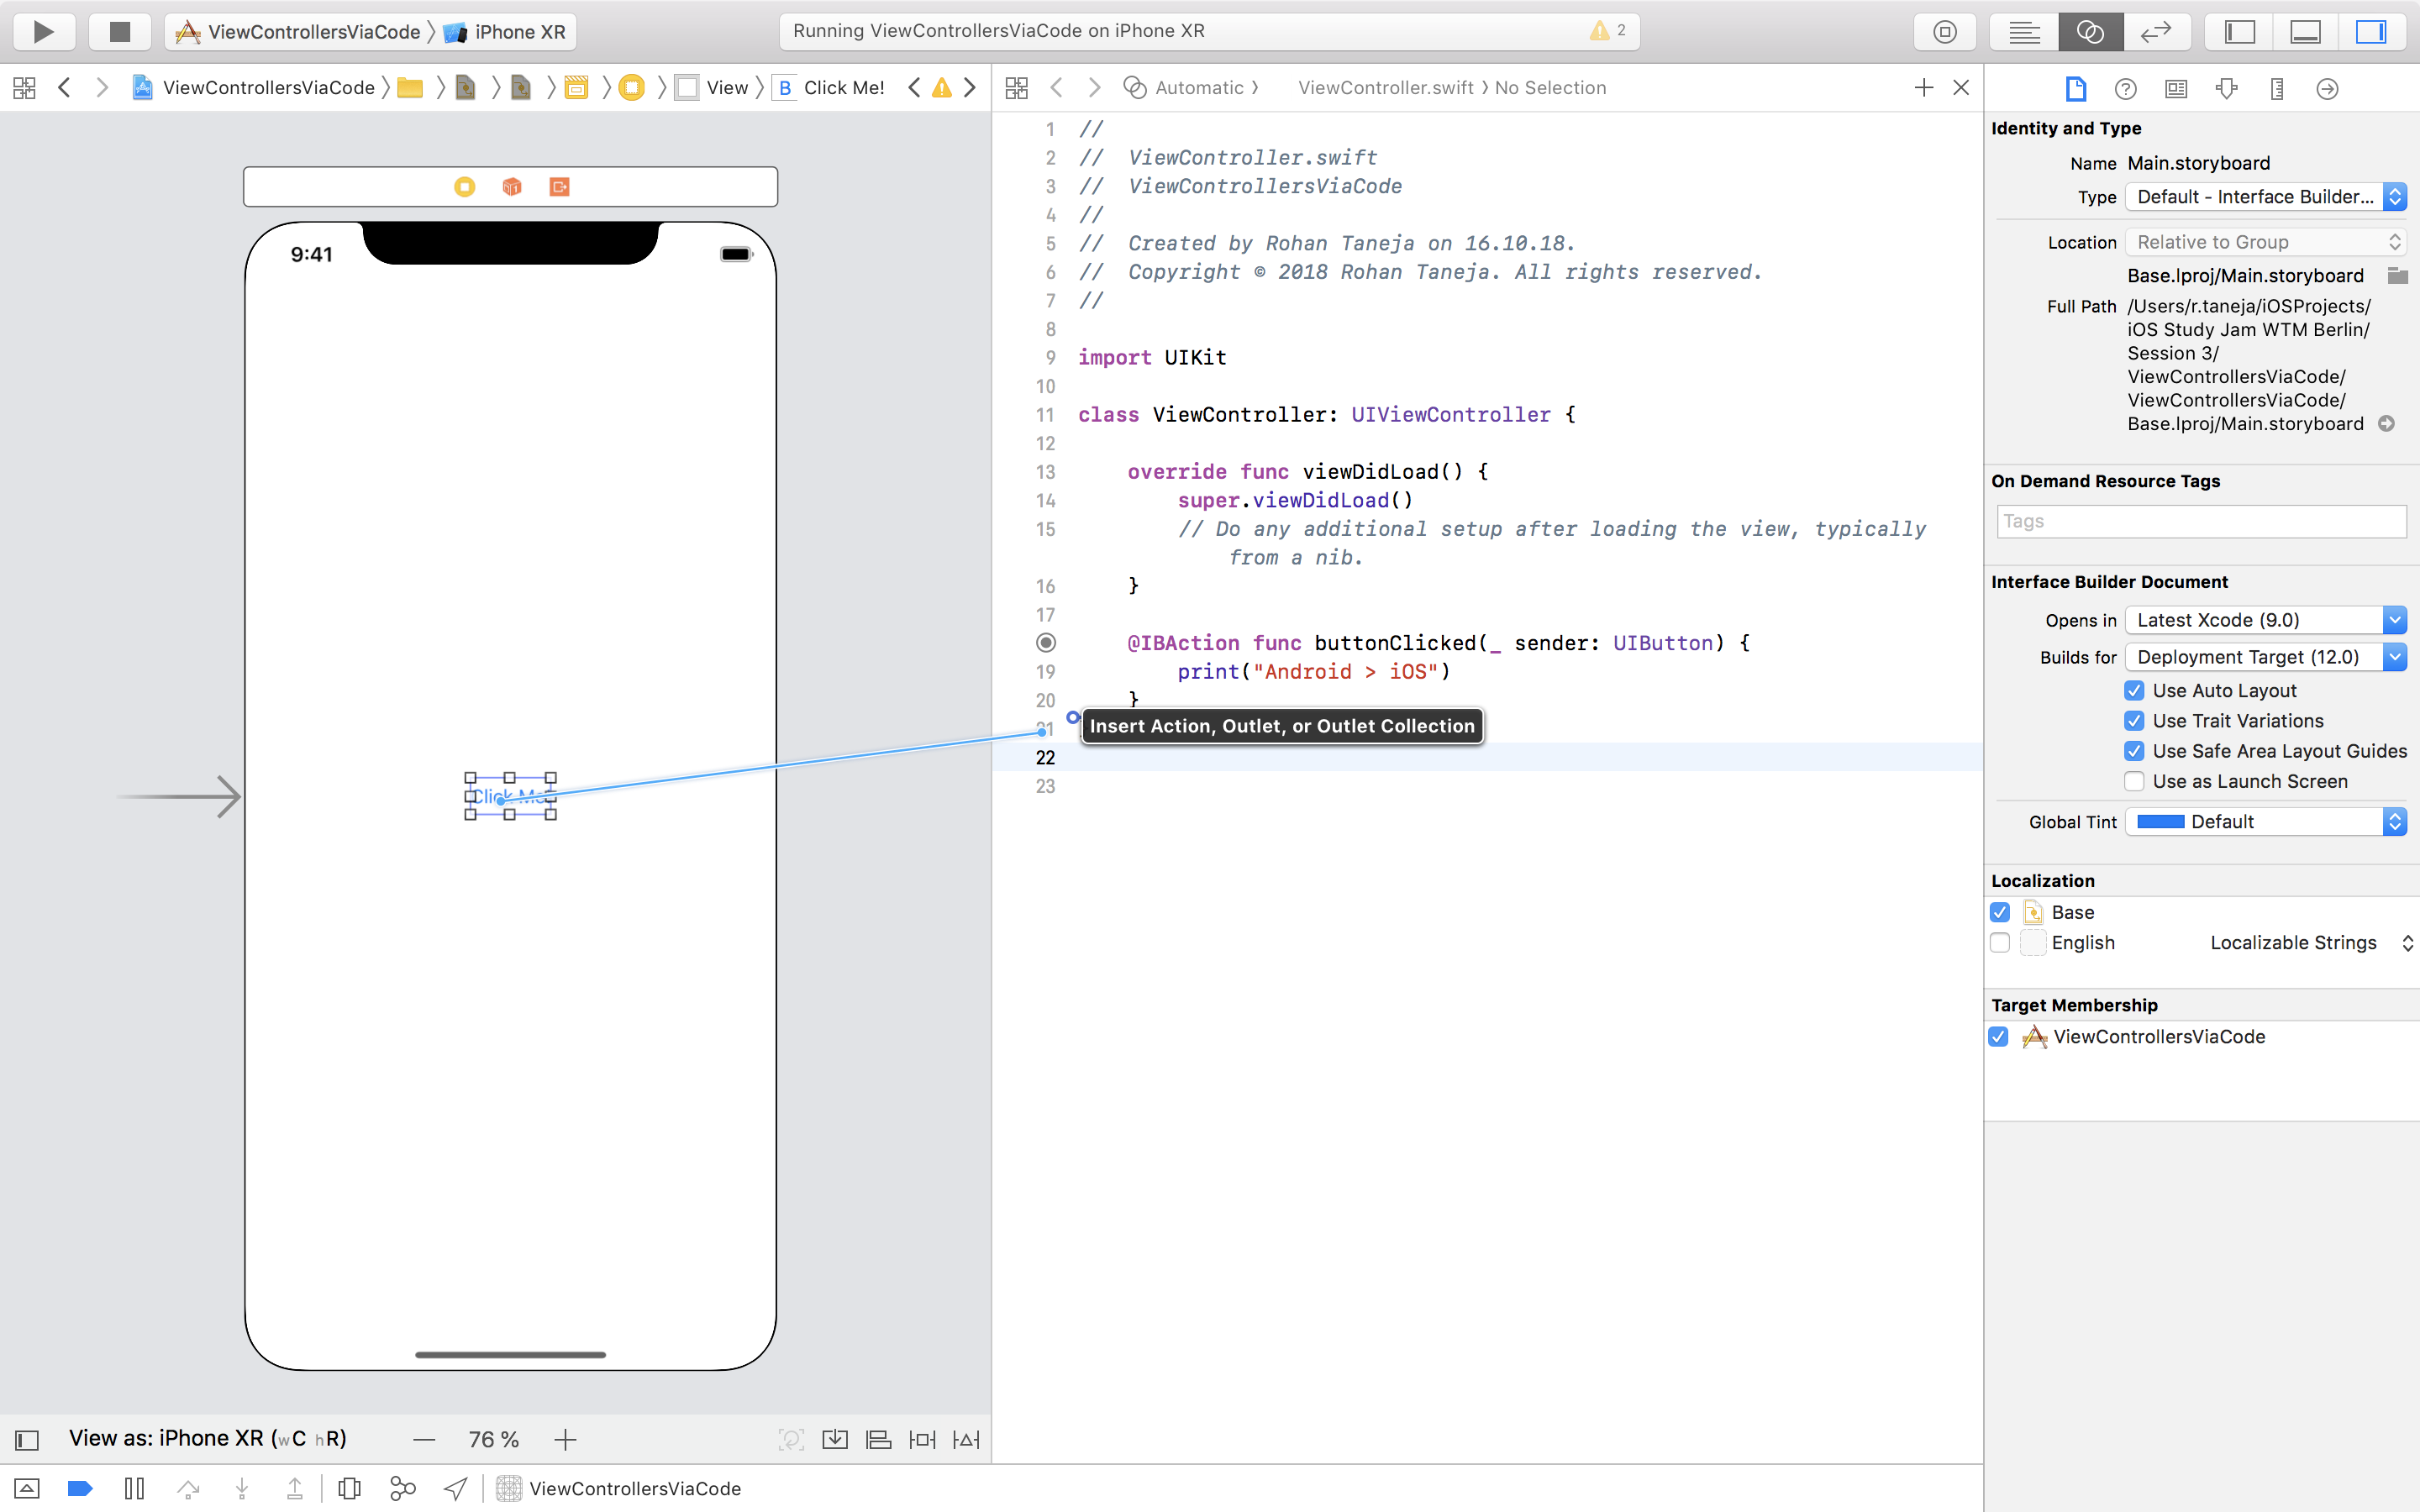 ViewControllersViaCode
iPhone XR
Running ViewControllersViaCode on iPhone XR
2
ViewControllersViaCode
View
B Click Me!
Automatic
ViewController.swift
No Selection
9:41
1 //
2 //  ViewController.swift
3 //  ViewControllersViaCode
4 //
5 //  Created by Rohan Taneja on 16.10.18.
6 //  Copyright © 2018 Rohan Taneja. All rights reserved.
7 //
8
9 import UIKit
10
11 class ViewController: UIViewController {
12
13     override func viewDidLoad() {
14         super.viewDidLoad()
15         // Do any additional setup after loading the view, typically
from a nib.
16     }
17
@IBAction func buttonClicked(_ sender: UIButton) {
19         print("Android > iOS")
20     }
21
Insert Action, Outlet, or Outlet Collection
22
23
Click Me!
View as: iPhone XR (wC hR)
76 %
ViewControllersViaCode
Identity and Type
Name Main.storyboard
Type Default - Interface Builder...
Location Relative to Group
Base.lproj/Main.storyboard
Full Path /Users/r.taneja/iOSProjects/
iOS Study Jam WTM Berlin/
Session 3/
ViewControllersViaCode/
ViewControllersViaCode/
Base.lproj/Main.storyboard
On Demand Resource Tags
Tags
Interface Builder Document
Opens in Latest Xcode (9.0)
Builds for Deployment Target (12.0)
Use Auto Layout
Use Trait Variations
Use Safe Area Layout Guides
Use as Launch Screen
Global Tint Default
Localization
Base
English Localizable Strings
Target Membership
ViewControllersViaCode